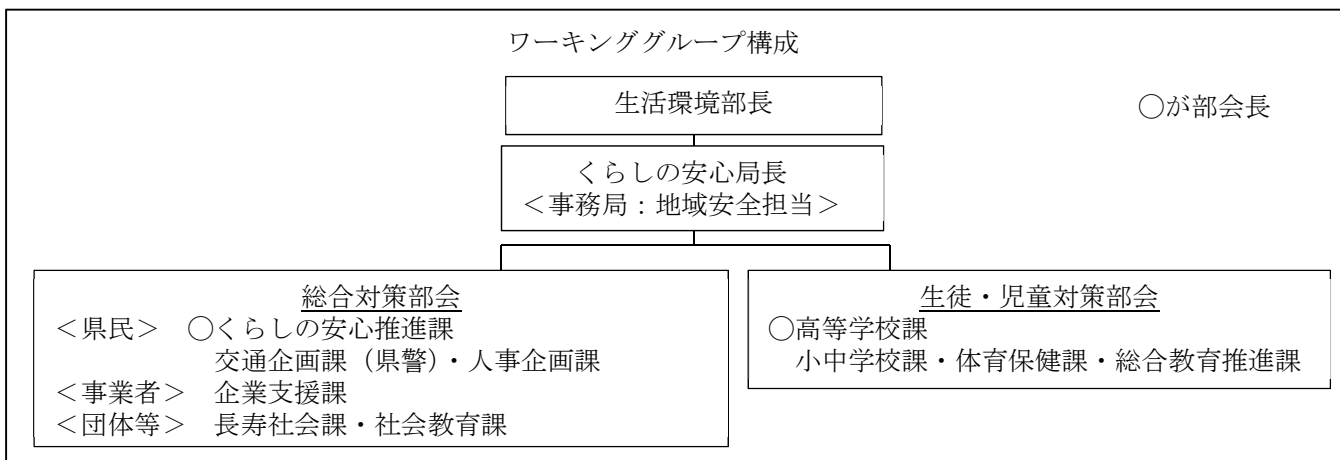 ワーキンググループ構成
生活環境部長
○が部会長
くらしの安心局長
＜事務局：地域安全担当＞
総合対策部会
＜県民＞ ○くらしの安心推進課
交通企画課（県警）・人事企画課
＜事業者＞ 企業支援課
＜団体等＞ 長寿社会課・社会教育課
生徒・児童対策部会
○高等学校課
小中学校課・体育保健課・総合教育推進課